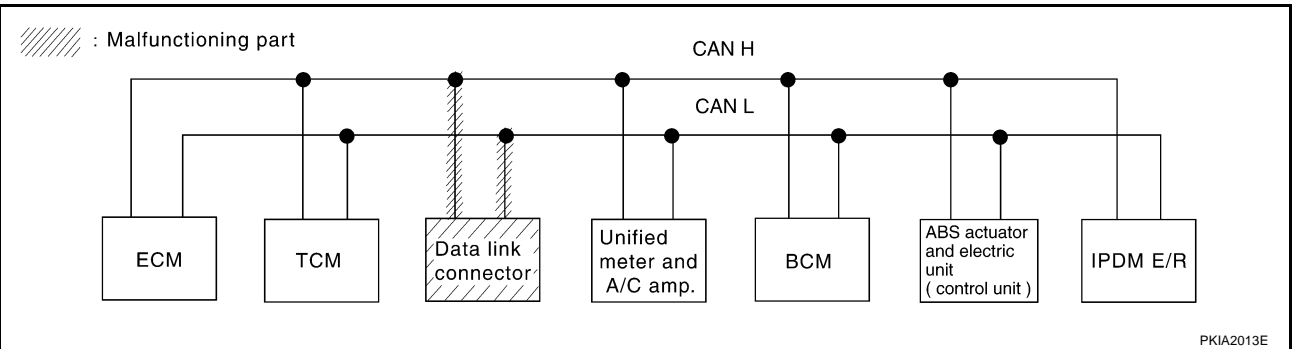 : Malfunctioning part
CAN H
CAN L
ECM
TCM
Data link
connector
Unified
meter and
A/C amp.
BCM
ABS actuator
and electric
unit
( control unit )
IPDM E/R
PKIA2013E